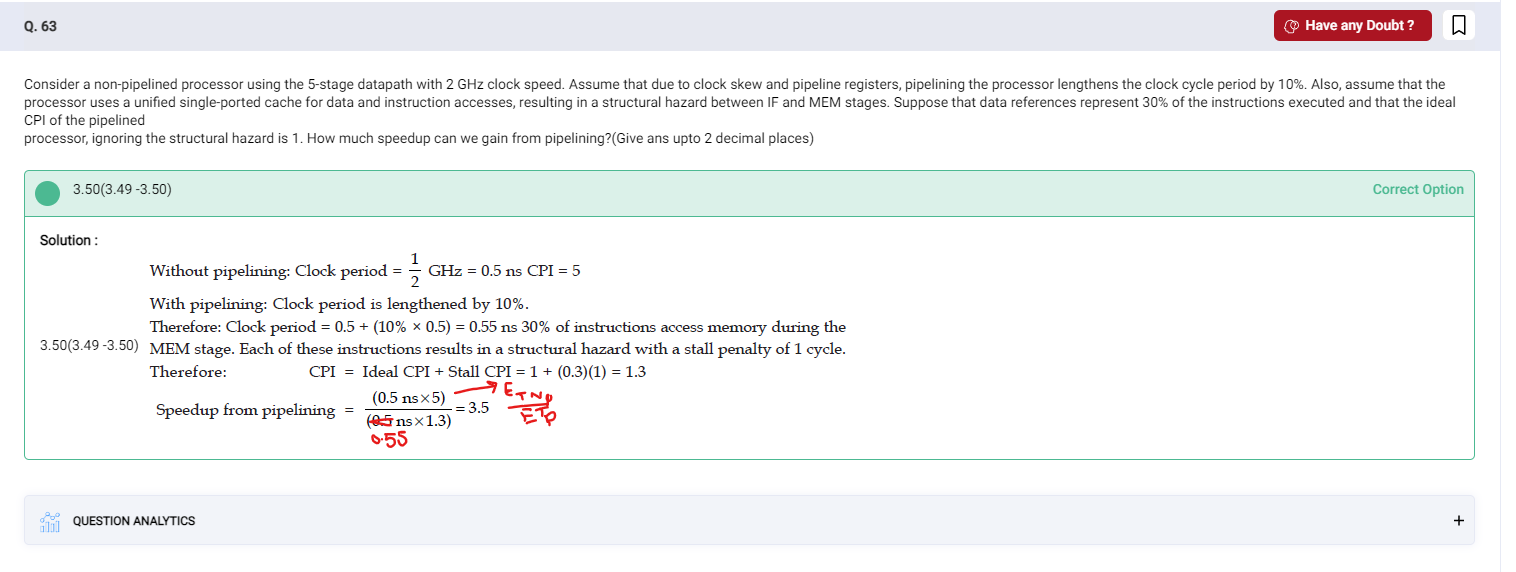 Q. 63
Have any Doubt ?
Consider a non-pipelined processor using the 5-stage datapath with 2 GHz clock speed. Assume that due to clock skew and pipeline registers, pipelining the processor lengthens the clock cycle period by 10%. Also, assume that the
processor uses a unified single-ported cache for data and instruction accesses, resulting in a structural hazard between IF and MEM stages. Suppose that data references represent 30% of the instructions executed and that the ideal
CPI of the pipelined
processor, ignoring the structural hazard is 1. How much speedup can we gain from pipelining?(Give ans upto 2 decimal places)
3.50(3.49 -3.50)
Correct Option
Solution :
Without pipelining: Clock period = 1/2 GHz = 0.5 ns CPI = 5
With pipelining: Clock period is lengthened by 10%.
Therefore: Clock period = 0.5 + (10% × 0.5) = 0.55 ns 30% of instructions access memory during the
3.50(3.49 -3.50) MEM stage. Each of these instructions results in a structural hazard with a stall penalty of 1 cycle.
Therefore: CPI = Ideal CPI + Stall CPI = 1 + (0.3)(1) = 1.3
Speedup from pipelining = (0.5 ns×5)/(0.5 ns×1.3) = 3.5
ETNP/ETP
0.55
QUESTION ANALYTICS
+